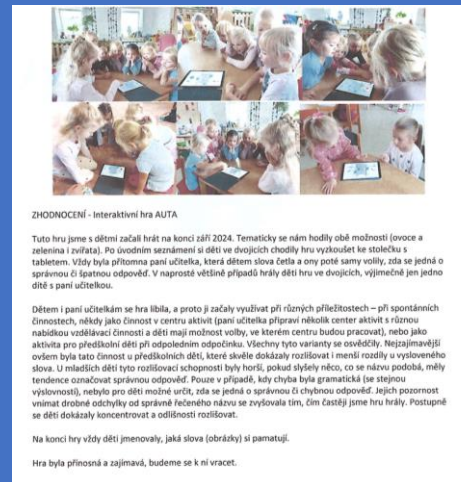 ZHODNOCENÍ - Interaktivní hra AUTA
Tuto hru jsme s dětmi začali hrát na konci září 2024. Tematicky se nám hodily obě možnosti (ovoce a
zelenina i zvířata). Po úvodním seznámení si děti ve dvojicích chodily hru vyzkoušet ke stolečku s
tabletem. Vždy byla přítomna paní učitelka, která dětem slova četla a ony poté samy volily, zda se jedná o
správnou či špatnou odpověď. V naprosté většině případů hrály děti hru ve dvojicích, výjimečně jen jedno
dítě s paní učitelkou.
Dětem i paní učitelkám se hra líbila, a proto ji začaly využívat při různých příležitostech – při spontánních
činnostech, někdy jako činnost v centru aktivit (paní učitelka připraví několik center aktivit s různou
nabídkou vzdělávací činnosti a děti mají možnost volby, ve kterém centru budou pracovat), nebo jako
aktivita pro předškolní děti při odpoledním odpočinku. Všechny tyto varianty se osvědčily. Nejzajímavější
ovšem byla tato činnost u předškolních dětí, které skvěle dokázaly rozlišovat i menší rozdíly u vysloveného
slova. U mladších dětí tyto rozlišovací schopnosti byly horší, pokud slyšely něco, co se názvu podobá, měly
tendence označovat správnou odpověď. Pouze v případě, kdy chyba byla gramatická (se stejnou
výslovností), nebylo pro děti možné určit, zda se jedná o správnou či chybnou odpověď. Jejich pozornost
vnímat drobné odchylky od správně řečeného názvu se zvyšovala tím, čím častěji jsme hru hrály. Postupně
se děti dokázaly koncentrovat a odlišnosti rozlišovat.
Na konci hry vždy děti jmenovaly, jaká slova (obrázky) si pamatují.
Hra byla přínosná a zajímavá, budeme se k ní vracet.